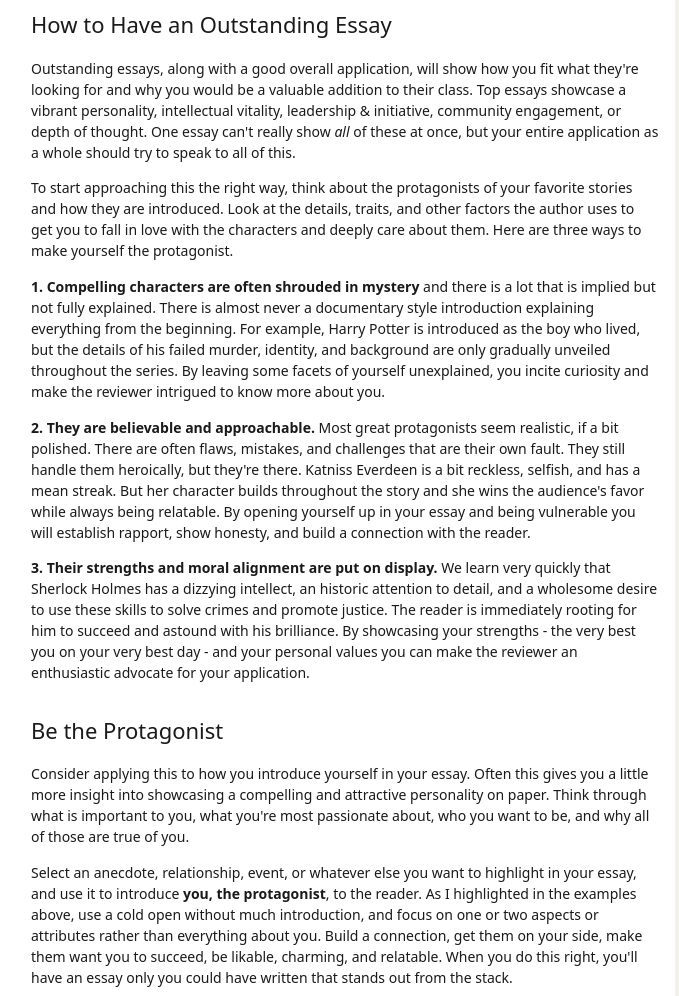 How to Have an Outstanding Essay
Outstanding essays, along with a good overall application, will show how you fit what they're
looking for and why you would be a valuable addition to their class. Top essays showcase a
vibrant personality, intellectual vitality, leadership & initiative, community engagement, or
depth of thought. One essay can't really show all of these at once, but your entire application as
a whole should try to speak to all of this.
To start approaching this the right way, think about the protagonists of your favorite stories
and how they are introduced. Look at the details, traits, and other factors the author uses to
get you to fall in love with the characters and deeply care about them. Here are three ways to
make yourself the protagonist.
1. Compelling characters are often shrouded in mystery and there is a lot that is implied but
not fully explained. There is almost never a documentary style introduction explaining
everything from the beginning. For example, Harry Potter is introduced as the boy who lived,
but the details of his failed murder, identity, and background are only gradually unveiled
throughout the series. By leaving some facets of yourself unexplained, you incite curiosity and
make the reviewer intrigued to know more about you.
2. They are believable and approachable. Most great protagonists seem realistic, if a bit
polished. There are often flaws, mistakes, and challenges that are their own fault. They still
handle them heroically, but they're there. Katniss Everdeen is a bit reckless, selfish, and has a
mean streak. But her character builds throughout the story and she wins the audience's favor
while always being relatable. By opening yourself up in your essay and being vulnerable you
will establish rapport, show honesty, and build a connection with the reader.
3. Their strengths and moral alignment are put on display. We learn very quickly that
Sherlock Holmes has a dizzying intellect, an historic attention to detail, and a wholesome desire
to use these skills to solve crimes and promote justice. The reader is immediately rooting for
him to succeed and astound with his brilliance. By showcasing your strengths - the very best
you on your very best day - and your personal values you can make the reviewer an
enthusiastic advocate for your application.
Be the Protagonist
Consider applying this to how you introduce yourself in your essay. Often this gives you a little
more insight into showcasing a compelling and attractive personality on paper. Think through
what is important to you, what you're most passionate about, who you want to be, and why all
of those are true of you.
Select an anecdote, relationship, event, or whatever else you want to highlight in your essay,
and use it to introduce you, the protagonist, to the reader. As I highlighted in the examples
above, use a cold open without much introduction, and focus on one or two aspects or
attributes rather than everything about you. Build a connection, get them on your side, make
them want you to succeed, be likable, charming, and relatable. When you do this right, you'll
have an essay only you could have written that stands out from the stack.